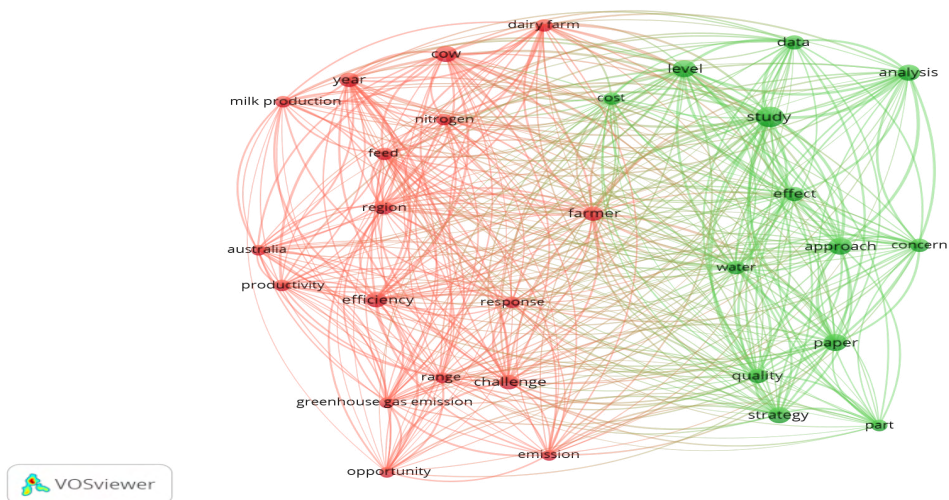 dairy farm
data
cow
level
analysis
year
milk production
cost
nitrogen
study
feed
effect
region
farmer
australia
approach
concern
water
productivity
efficiency
response
paper
range
challenge
quality
greenhouse gas emission
strategy
part
emission
opportunity
VOSviewer